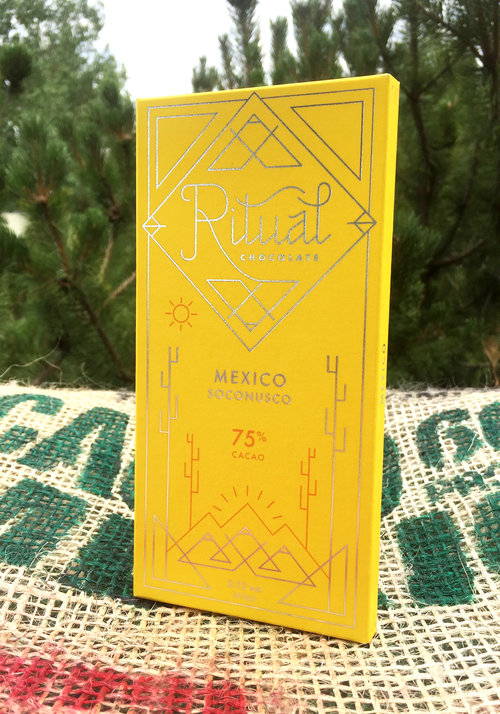 Ritual
CHOCOLATE
MEXICO
SOCONUSCO
75%
CACAO